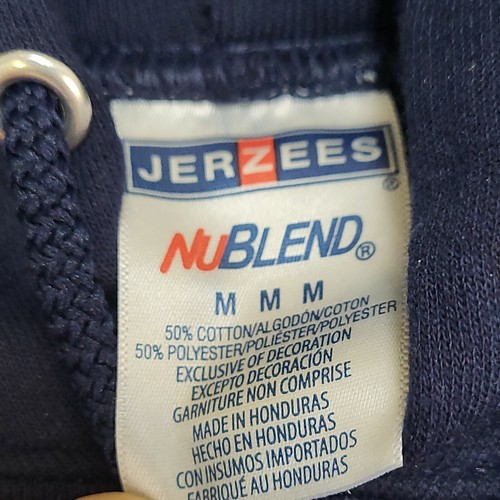 JERZEES®
NUBLEND®
M M M
50% COTTON/ALGODÓN/COTON
50% POLYESTER/POLIÉSTER/POLYESTER
EXCLUSIVE OF DECORATION
EXCEPTO DECORACIÓN
GARNITURE NON COMPRISE
MADE IN HONDURAS
HECHO EN HONDURAS
CON INSUMOS IMPORTADOS
FABRIQUÉ AU HONDURAS